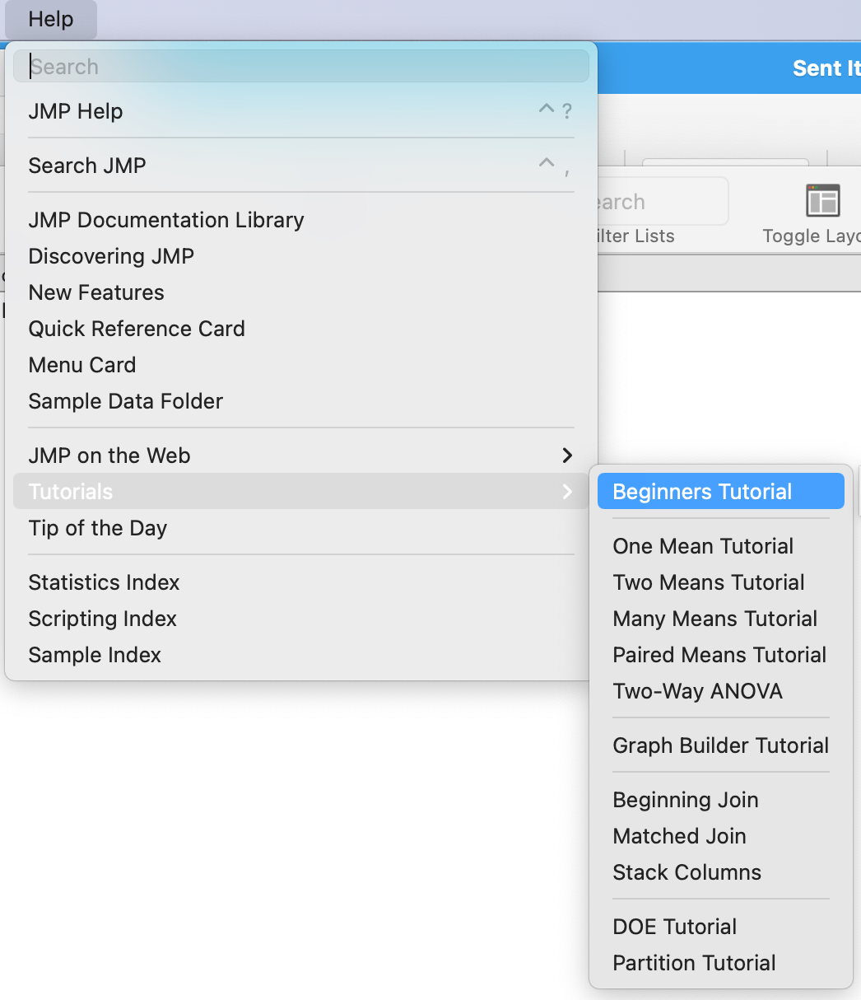 Help
Search
Sent It
JMP Help ^ ?
Search JMP ^ ,
earch
ilter Lists
Toggle Layo
JMP Documentation Library
Discovering JMP
New Features
Quick Reference Card
Menu Card
Sample Data Folder
JMP on the Web
Tutorials
Tip of the Day
Statistics Index
Scripting Index
Sample Index
Beginners Tutorial
One Mean Tutorial
Two Means Tutorial
Many Means Tutorial
Paired Means Tutorial
Two-Way ANOVA
Graph Builder Tutorial
Beginning Join
Matched Join
Stack Columns
DOE Tutorial
Partition Tutorial